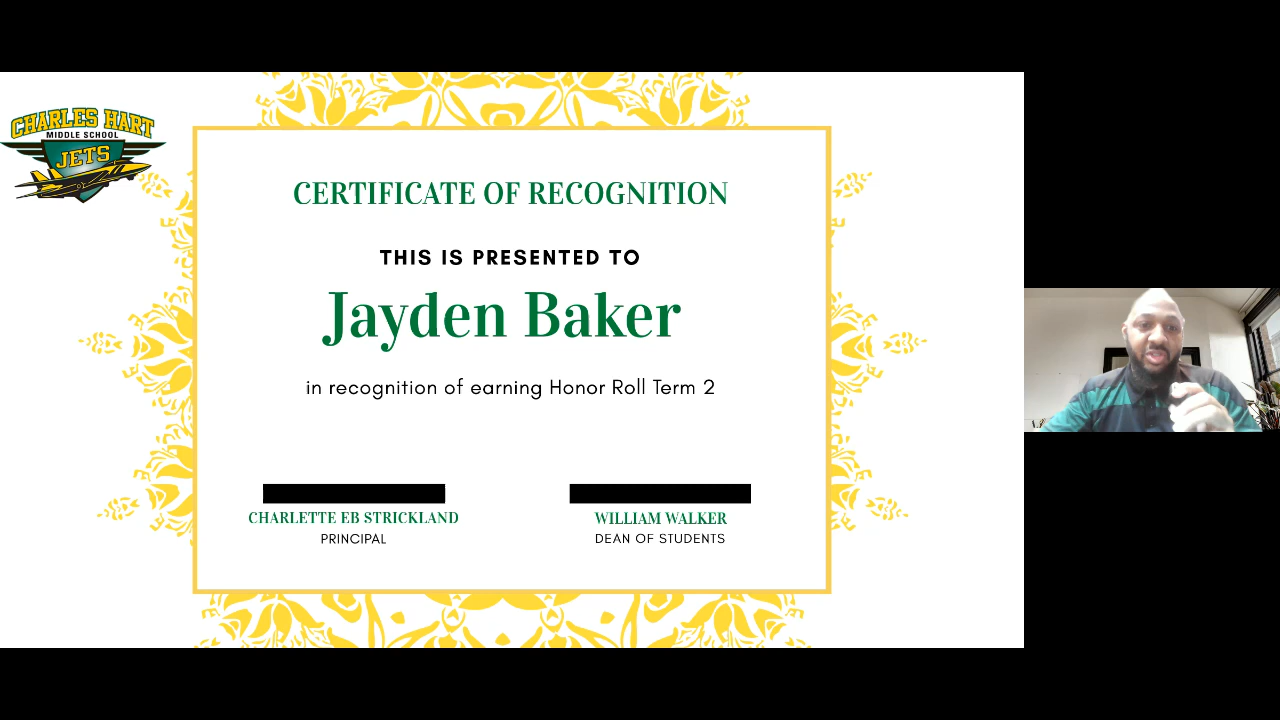 CHARLES HART
MIDDLE SCHOOL
JETS
CERTIFICATE OF RECOGNITION
THIS IS PRESENTED TO
Jayden Baker
in recognition of earning Honor Roll Term 2
CHARLETTE EB STRICKLAND
PRINCIPAL
WILLIAM WALKER
DEAN OF STUDENTS